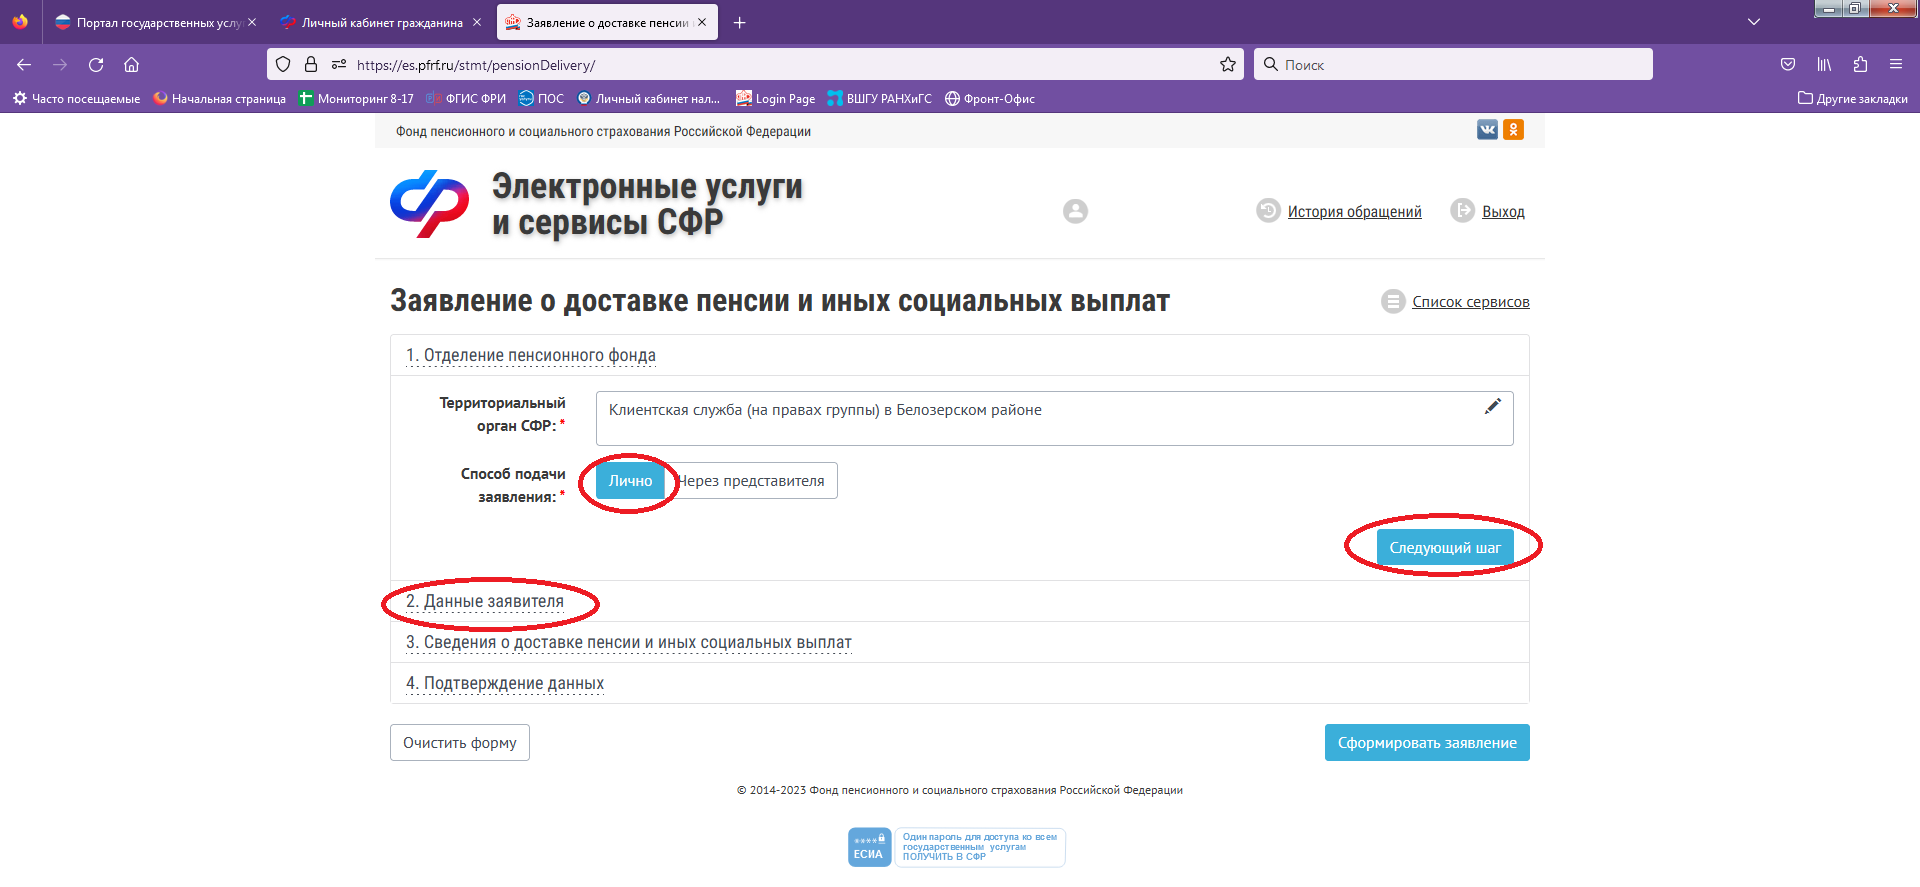 Портал государственных услу
Личный кабинет гражданина
Заявление о доставке пенсии
https://es.pfrf.ru/stmt/pensionDelivery/
Поиск
Часто посещаемые
Начальная страница
Мониторинг 8-17
ФГИС ФРИ
ПОС
Личный кабинет нал...
Login Page
ВШГУ РАНХиГС
Фронт-Офис
Другие закладки
Фонд пенсионного и социального страхования Российской Федерации
Электронные услуги
и сервисы СФР
История обращений
Выход
Заявление о доставке пенсии и иных социальных выплат
Список сервисов
1. Отделение пенсионного фонда
Территориальный
орган СФР: *
Клиентская служба (на правах группы) в Белозерском районе
Способ подачи
заявления: *
Лично
Через представителя
Следующий шаг
2. Данные заявителя
3. Сведения о доставке пенсии и иных социальных выплат
4. Подтверждение данных
Очистить форму
Сформировать заявление
© 2014-2023 Фонд пенсионного и социального страхования Российской Федерации
****
ЕСИА
Один пароль для доступа ко всем
государственным услугам
ПОЛУЧИТЬ В СФР